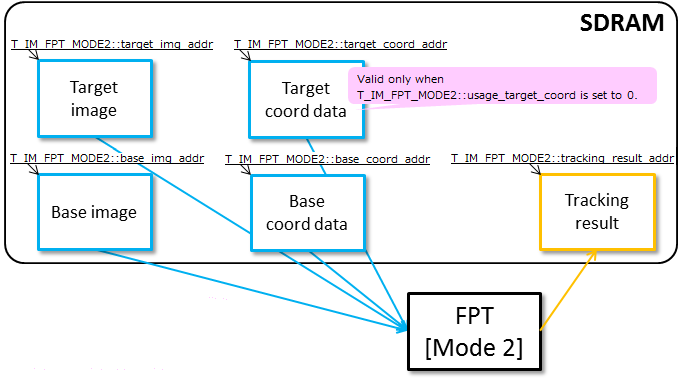 SDRAM
T_IM_FPT_MODE2::target_img_addr
T_IM_FPT_MODE2::target_coord_addr
Target
image
Target
coord data
Valid only when
T_IM_FPT_MODE2::usage_target_coord is set to 0.
T_IM_FPT_MODE2::base_img_addr
T_IM_FPT_MODE2::base_coord_addr
T_IM_FPT_MODE2::tracking_result_addr
Base image
Base
coord data
Tracking
result
FPT
[Mode 2]